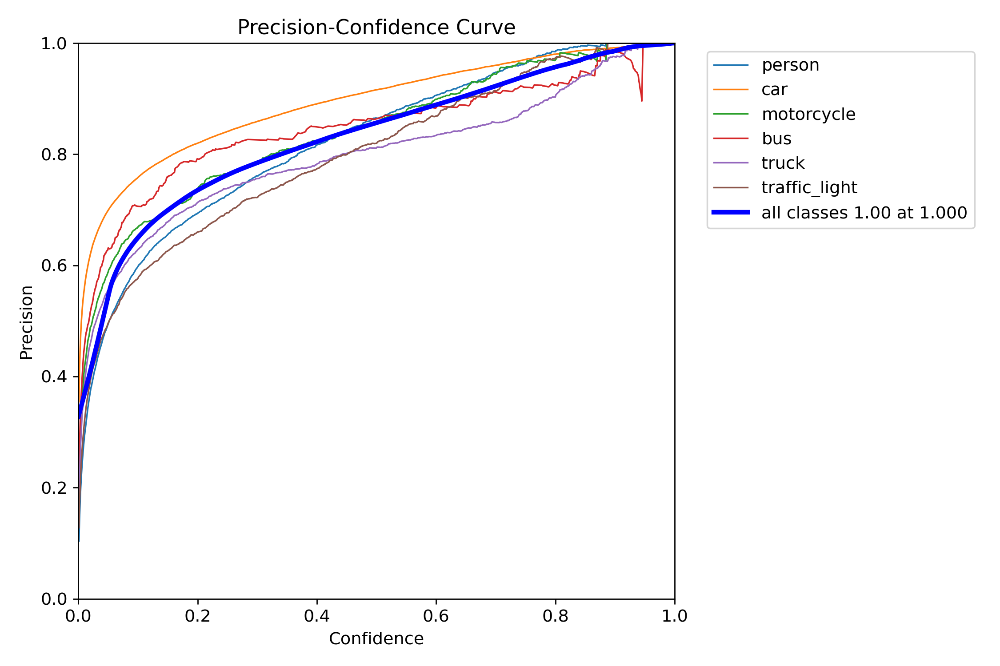 Precision-Confidence Curve
1.0
0.8
0.6
0.4
0.2
0.0
Precision
0.0 0.2 0.4 0.6 0.8 1.0
Confidence
person
car
motorcycle
bus
truck
traffic_light
all classes 1.00 at 1.000